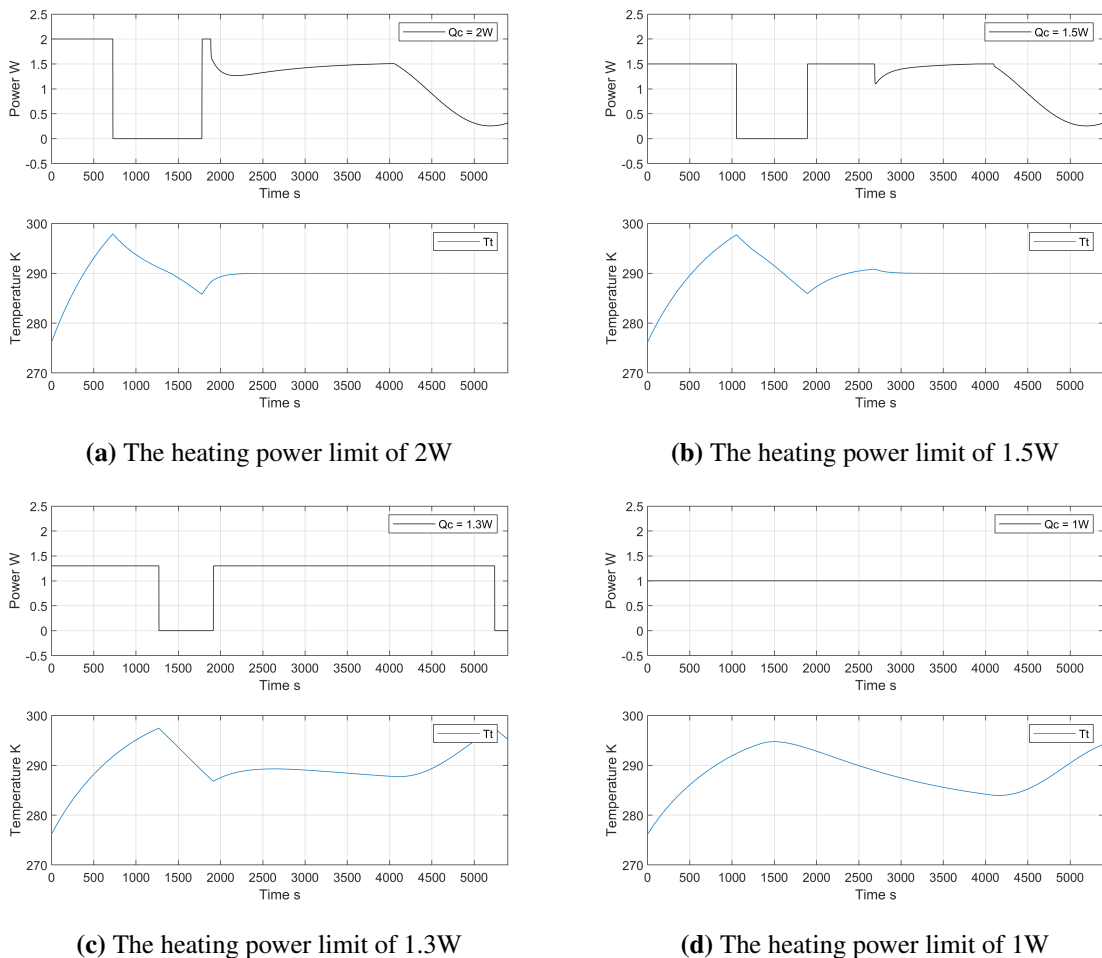 2.5
2
1.5
1
0.5
0
-0.5
Power W
Qc = 2W
0 500 1000 1500 2000 2500 3000 3500 4000 4500 5000
Time s
300
290
280
270
Temperature K
Tt
0 500 1000 1500 2000 2500 3000 3500 4000 4500 5000
Time s
(a) The heating power limit of 2W
2.5
2
1.5
1
0.5
0
-0.5
Power W
Qc = 1.5W
0 500 1000 1500 2000 2500 3000 3500 4000 4500 5000
Time s
300
290
280
270
Temperature K
Tt
0 500 1000 1500 2000 2500 3000 3500 4000 4500 5000
Time s
(b) The heating power limit of 1.5W
2.5
2
1.5
1
0.5
0
-0.5
Power W
Qc = 1.3W
0 500 1000 1500 2000 2500 3000 3500 4000 4500 5000
Time s
300
290
280
270
Temperature K
Tt
0 500 1000 1500 2000 2500 3000 3500 4000 4500 5000
Time s
(c) The heating power limit of 1.3W
2.5
2
1.5
1
0.5
0
-0.5
Power W
Qc = 1W
0 500 1000 1500 2000 2500 3000 3500 4000 4500 5000
Time s
300
290
280
270
Temperature K
Tt
0 500 1000 1500 2000 2500 3000 3500 4000 4500 5000
Time s
(d) The heating power limit of 1W